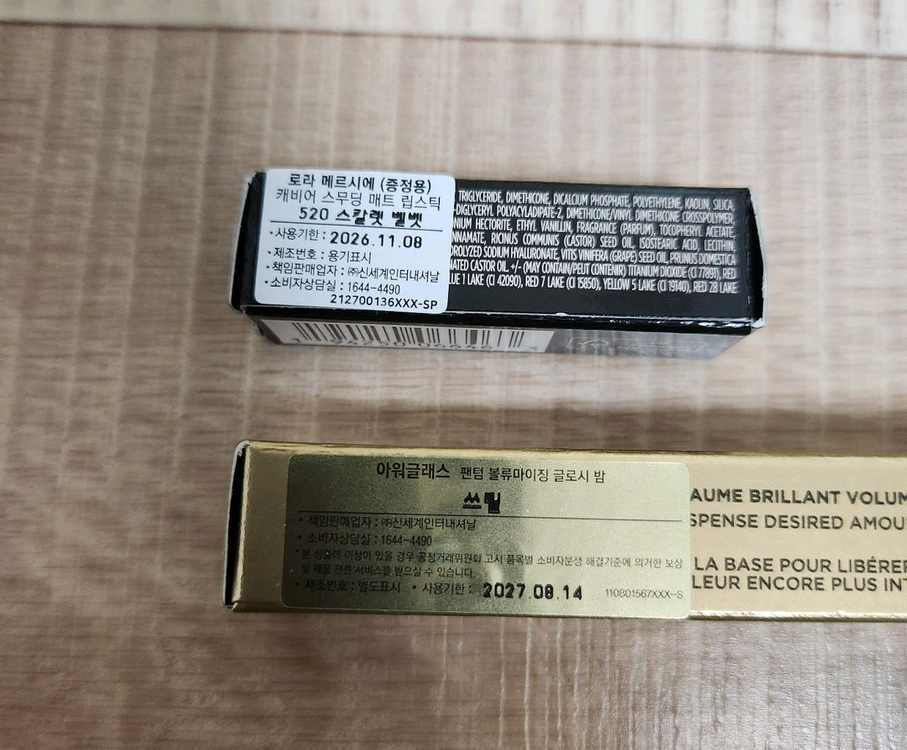 로라 메르시에 (증정용)
캐비어 스무딩 매트 립스틱
520 스칼렛 벨벳
•사용기한 : 2026.11.08
•제조번호 : 용기표시
•책임판매업자 : ㈜신세계인터내셔날
•소비자상담실 : 1644-4490
212700136XXX-SP
TRIGLYCERIDE, DIMETHICONE, DICALCIUM PHOSPHATE, POLYETHYLENE, KAOLIN, SILICA,
-DIGLYCERYL POLYACYLADIPATE-2, DIMETHICONE/VINYL DIMETHICONE CROSSPOLYMER,
NIUM HECTORITE, ETHYL VANILLIN, FRAGRANCE (PARFUM), TOCOPHERYL ACETATE,
NNAMATE, RICINUS COMMUNIS (CASTOR) SEED OIL, ISOSTEARIC ACID, LECITHIN,
DROLYZED SODIUM HYALURONATE, VITIS VINIFERA (GRAPE) SEED OIL, PRUNUS DOMESTICA
NATED CASTOR OIL. +/- (MAY CONTAIN/PEUT CONTENIR) TITANIUM DIOXIDE (CI 77891), RED
LUE 1 LAKE (CI 42090), RED 7 LAKE (CI 15850), YELLOW 5 LAKE (CI 19140), RED 28 LAKE
아워글래스 팬텀 볼류마이징 글로시 밤
쓰릴
• 책임판매업자 : ㈜신세계인터내셔날
• 소비자상담실 : 1644-4490
• 본 상품에 이상이 있을 경우 공정거래위원회 고시 품목별 소비자분쟁 해결기준에 의거한 보상
및 제품 관련 서비스를 받으실 수 있습니다.
• 제조번호 : 별도표시 • 사용기한 : 2027.08.14 110801567XXX-S
AUME BRILLANT VOLUM
SPENSE DESIRED AMOU
LA BASE POUR LIBÉRER
LEUR ENCORE PLUS INT